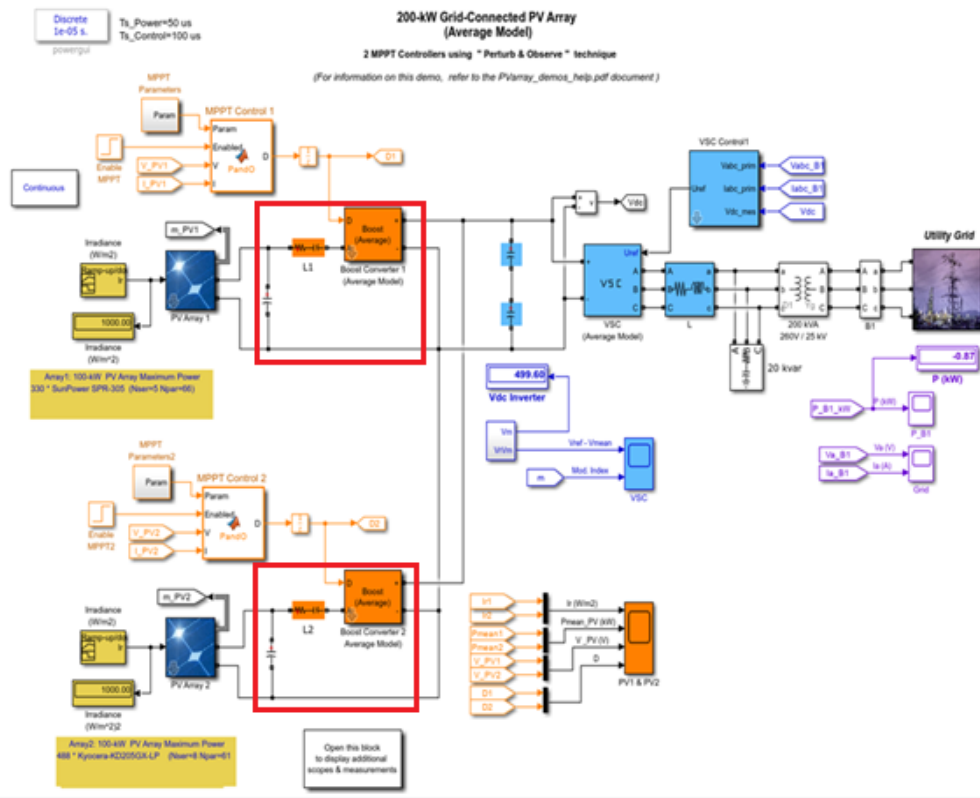 Discrete
1e-05 s.
powergui
Ts_Power=50 us
Ts_Control=100 us
200-kW Grid-Connected PV Array
(Average Model)
2 MPPT Controllers using " Perturb & Observe " technique
(For information on this demo, refer to the PVarray_demos_help.pdf document )
MPPT
Parameters
Param
MPPT Control 1
Param
Enabled
V
I
PandO
D
D1
Enable
MPPT
V_PV1
I_PV1
Continuous
m_PV1
Irradiance
(W/m2)
Ramp-up/do
Ir
1000.00
Irradiance
(W/m^2)
PV Array 1
L1
D
Boost
(Average)
+
-
Boost Converter 1
(Average Model)
Array1: 100-kW PV Array Maximum Power
330 * SunPower SPR-305 (Nser=5 Npar=66)
+
-
v
Vdc
VSC Control1
Uref
Vabc_prim
Iabc_prim
Vdc_mes
Vabc_B1
Iabc_B1
Vdc
Uref
+
-
VSC
A
B
C
VSC
(Average Model)
A
B
C
a
b
c
L
a
b
c
A
B
C
200 kVA
260V / 25 kV
A
B
C
a
b
c
B1
Utility Grid
A
B
C
20 kvar
-0.87
P (kW)
P_B1_kW
P (kW)
P_B1
Va_B1
Ia_B1
Va (V)
Ia (A)
Grid
499.60
Vdc Inverter
Vm
Vref - Vmean
m
Mod. Index
VSC
MPPT
Parameters2
Param
MPPT Control 2
Param
Enabled
V
I
PandO
D
D2
Enable
MPPT2
V_PV2
I_PV2
m_PV2
Irradiance
(W/m2)
Ramp-up/do
Ir
1000.00
Irradiance
(W/m^2)2
PV Array 2
L2
D
Boost
(Average)
+
-
Boost Converter 2
Average Model)
Array2: 100-kW PV Array Maximum Power
488 * Kyocera-KD205GX-LP (Nser=8 Npar=61
Open this block
to display additional
scopes & measurements
Ir1
Ir2
Pmean1
Pmean2
V_PV1
V_PV2
D1
D2
Ir (W/m2)
Pmean_PV (kW)
V_PV (V)
D
PV1 & PV2